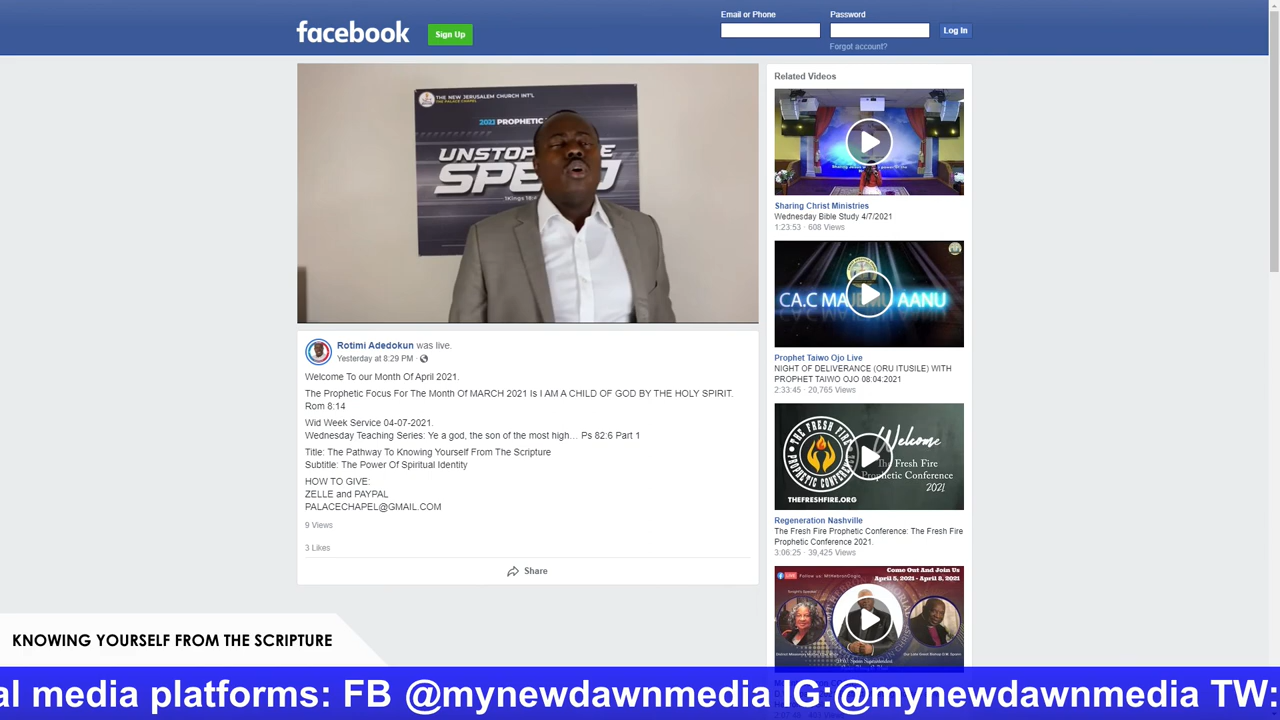 facebook
Sign Up
Email or Phone
Password
Log In
Forgot account?
THE NEW JERUSALEM CHURCH INT'L
THE PALACE CHAPEL
2021 PROPHETIC
SPEED
Rotimi Adedokun was live.
Yesterday at 8:29 PM ·
Welcome To our Month Of April 2021.
The Prophetic Focus For The Month Of MARCH 2021 Is I AM A CHILD OF GOD BY THE HOLY SPIRIT.
Rom 8:14
Wid Week Service 04-07-2021.
Wednesday Teaching Series: Ye a god, the son of the most high… Ps 82:6 Part 1
Title: The Pathway To Knowing Yourself From The Scripture
Subtitle: The Power Of Spiritual Identity
HOW TO GIVE:
ZELLE and PAYPAL
PALACECHAPEL@GMAIL.COM
9 Views
3 Likes
Share
Related Videos
Sharing Christ Ministries
Wednesday Bible Study 4/7/2021
1:23:53 · 608 Views
C.A.C
AANU
Prophet Taiwo Ojo Live
NIGHT OF DELIVERANCE (ORU ITUSILE) WITH
PROPHET TAIWO OJO 08:04:2021
2:33:45 · 20,765 Views
THE FRESH FIRE
PROPHETIC CONFERENCE
Welcome
The Fresh Fire
Prophetic Conference
2021
THEFRESHFIRE.ORG
Regeneration Nashville
The Fresh Fire Prophetic Conference: The Fresh Fire
Prophetic Conference 2021.
3:06:25 · 39,425 Views
LIVE
Come Out And Join Us
April 5, 2021 - April 8, 2021
KNOWING YOURSELF FROM THE SCRIPTURE
al media platforms: FB @mynewdawnmedia IG:@mynewdawnmedia TW: